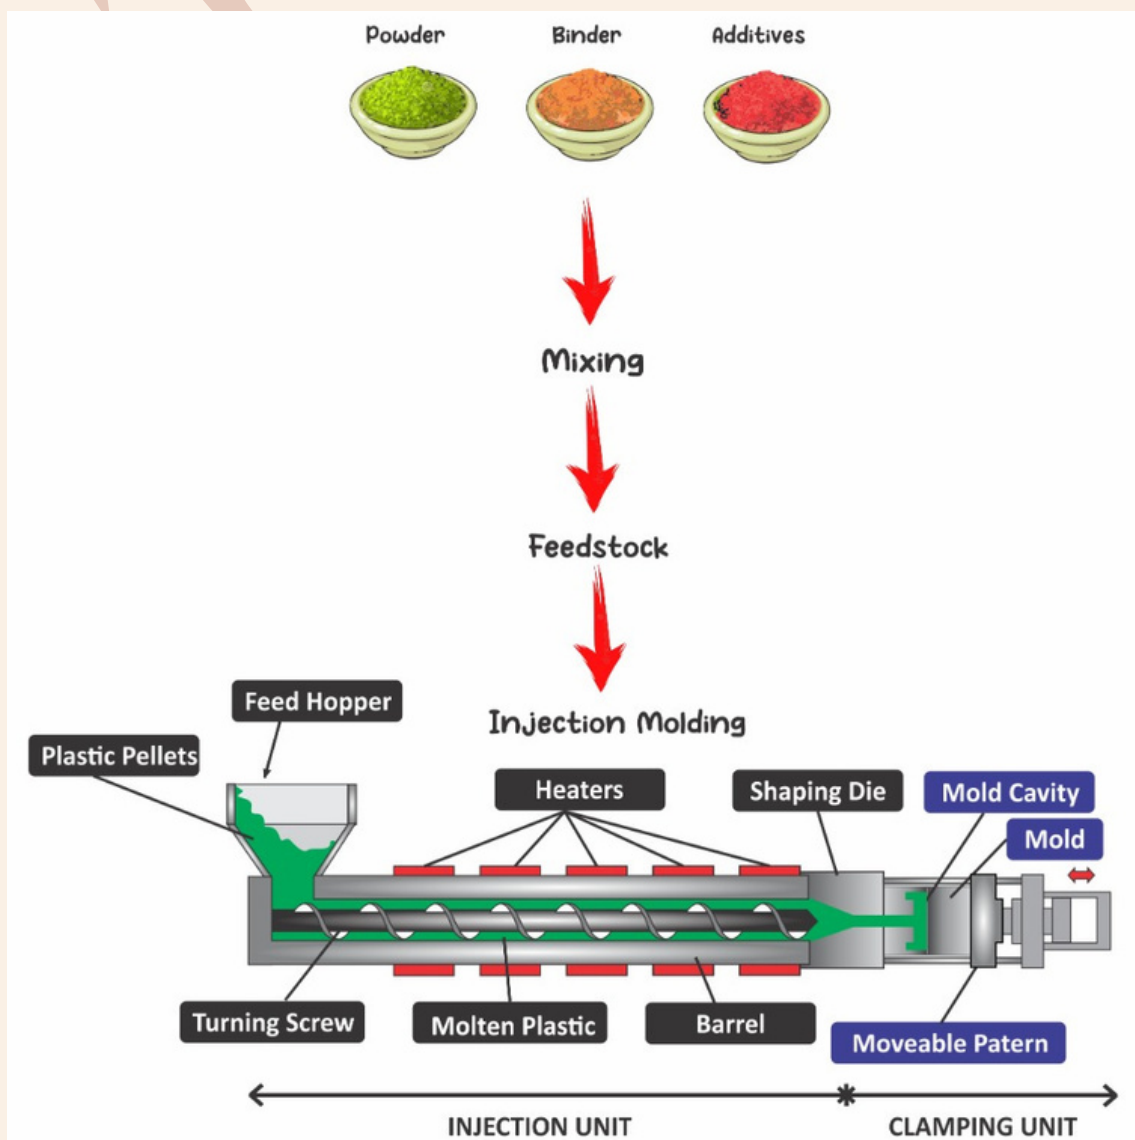 Powder
Binder
Additives
Mixing
Feedstock
Injection Molding
Feed Hopper
Plastic Pellets
Heaters
Shaping Die
Mold Cavity
Mold
Turning Screw
Molten Plastic
Barrel
Moveable Patern
INJECTION UNIT
CLAMPING UNIT